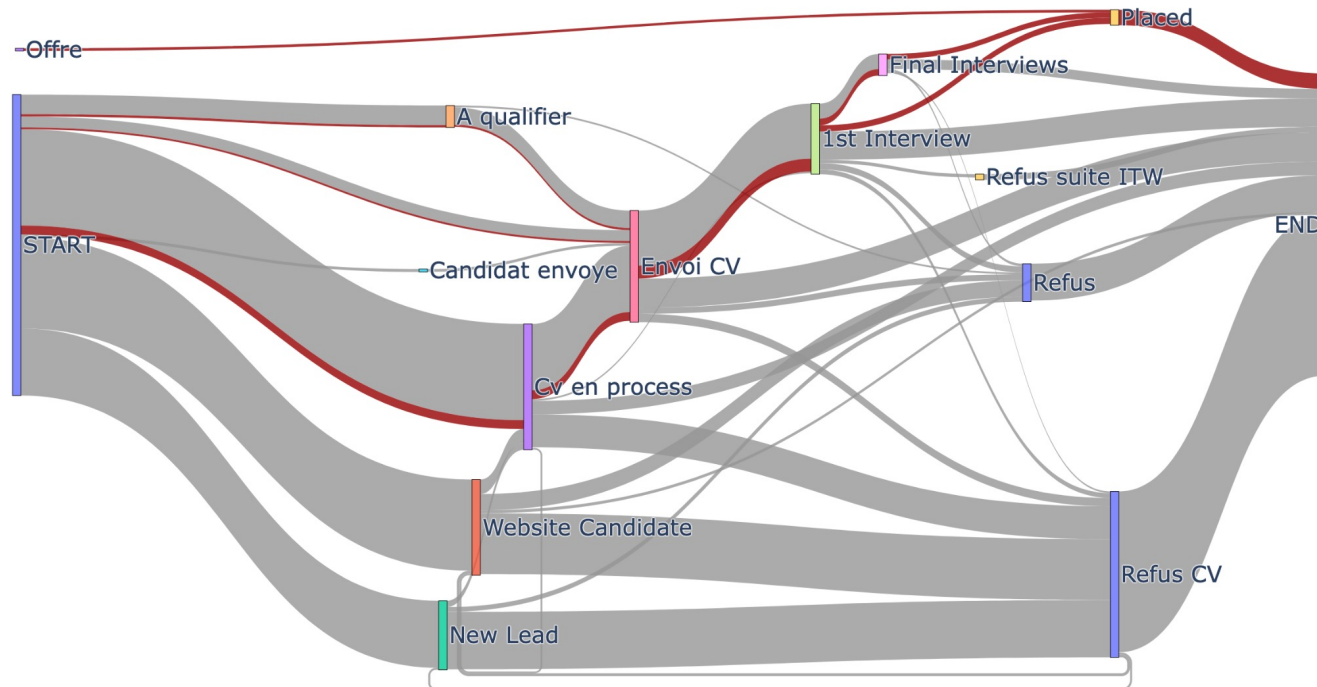 Placed
Offre
Final Interviews
A qualifier
1st Interview
Refus suite ITW
START
END
Candidat envoye
Envoi CV
Refus
Cv en process
Website Candidate
Refus CV
New Lead